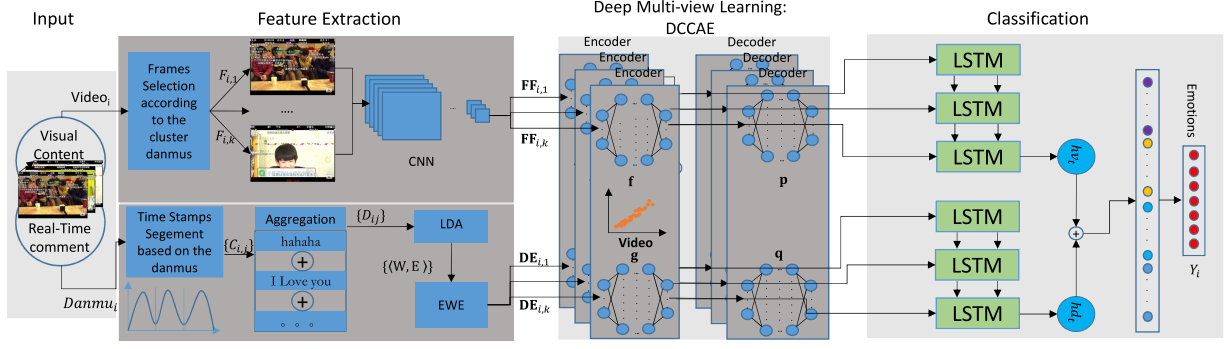 Input
Feature Extraction
Deep Multi-view Learning:
DCCAE
Classification
Video_i
Visual
Content
Real-Time
comment
Danmu_i
Frames
Selection
according
to the
cluster
danmus
F_{i,1}
....
F_{i,k}
...
CNN
FF_{i,1}
FF_{i,k}
Time Stamps
Segement
based on the
danmus
{C_{i,j}}
Aggregation
hahaha
+
I Love you
+
{D_{ij}}
LDA
{(W, E )}
EWE
DE_{i,1}
DE_{i,k}
Encoder
Encoder
Encoder
f
Video
g
Decoder
Decoder
Decoder
p
q
LSTM
LSTM
LSTM
LSTM
LSTM
LSTM
hv_i
+
hd_i
Emotions
Y_i